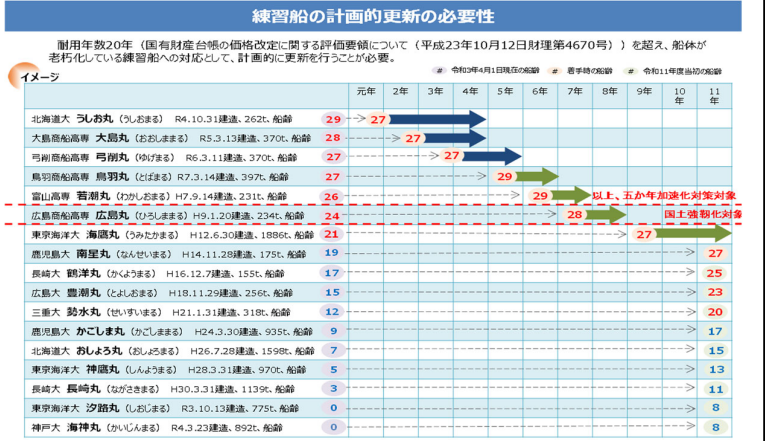 練習船の計画的更新の必要性
耐用年数20年（国有財産台帳の価格改定に関する評価要領について（平成23年10月12日財理第4670号））を超え、船体が
老朽化している練習船への対応として、計画的に更新を行うことが必要。
イメージ
# 令和3年4月1日現在の船齢 # 着手時の船齢 # 令和11年度当初の船齢
元年 2年 3年 4年 5年 6年 7年 8年 9年 10年 11年
北海道大 うしお丸（うしおまる） R4.10.31建造、262t、船齢 29 27
大島商船高専 大島丸（おおしままる） R5.3.13建造、370t、船齢 28 27
弓削商船高専 弓削丸（ゆげまる） R6.3.11建造、370t、船齢 27 27
鳥羽商船高専 鳥羽丸（とばまる） R7.3.14建造、397t、船齢 27 29
富山高専 若潮丸（わかしおまる）H7.9.14建造、231t、船齢 26 29 以上、五か年加速化対策対象
広島商船高専 広島丸（ひろしままる）H9.1.20建造、234t、船齢 24 28 国土強靱化対象
東京海洋大 海鷹丸（うみたかまる） H12.6.30建造、1886t、船齢 21 27
鹿児島大 南星丸（なんせいまる） H14.11.28建造、175t、船齢 19 27
長崎大 鶴洋丸（かくようまる） H16.12.7建造、155t、船齢 17 25
広島大 豊潮丸（とよしおまる） H18.11.29建造、256t、船齢 15 23
三重大 勢水丸（せいすいまる） H21.1.31建造、318t、船齢 12 20
鹿児島大 かごしま丸（かごしままる） H24.3.30建造、935t、船齢 9 17
北海道大 おしょろ丸（おしょろまる） H26.7.28建造、1598t、船齢 7 15
東京海洋大 神鷹丸（しんようまる） H28.3.31建造、970t、船齢 5 13
長崎大 長崎丸（ながさきまる） H30.3.31建造、1139t、船齢 3 11
東京海洋大 汐路丸（しおじまる） R3.10.13建造、775t、船齢 0 8
神戸大 海神丸（かいじんまる） R4.3.23建造、892t、船齢 0 8